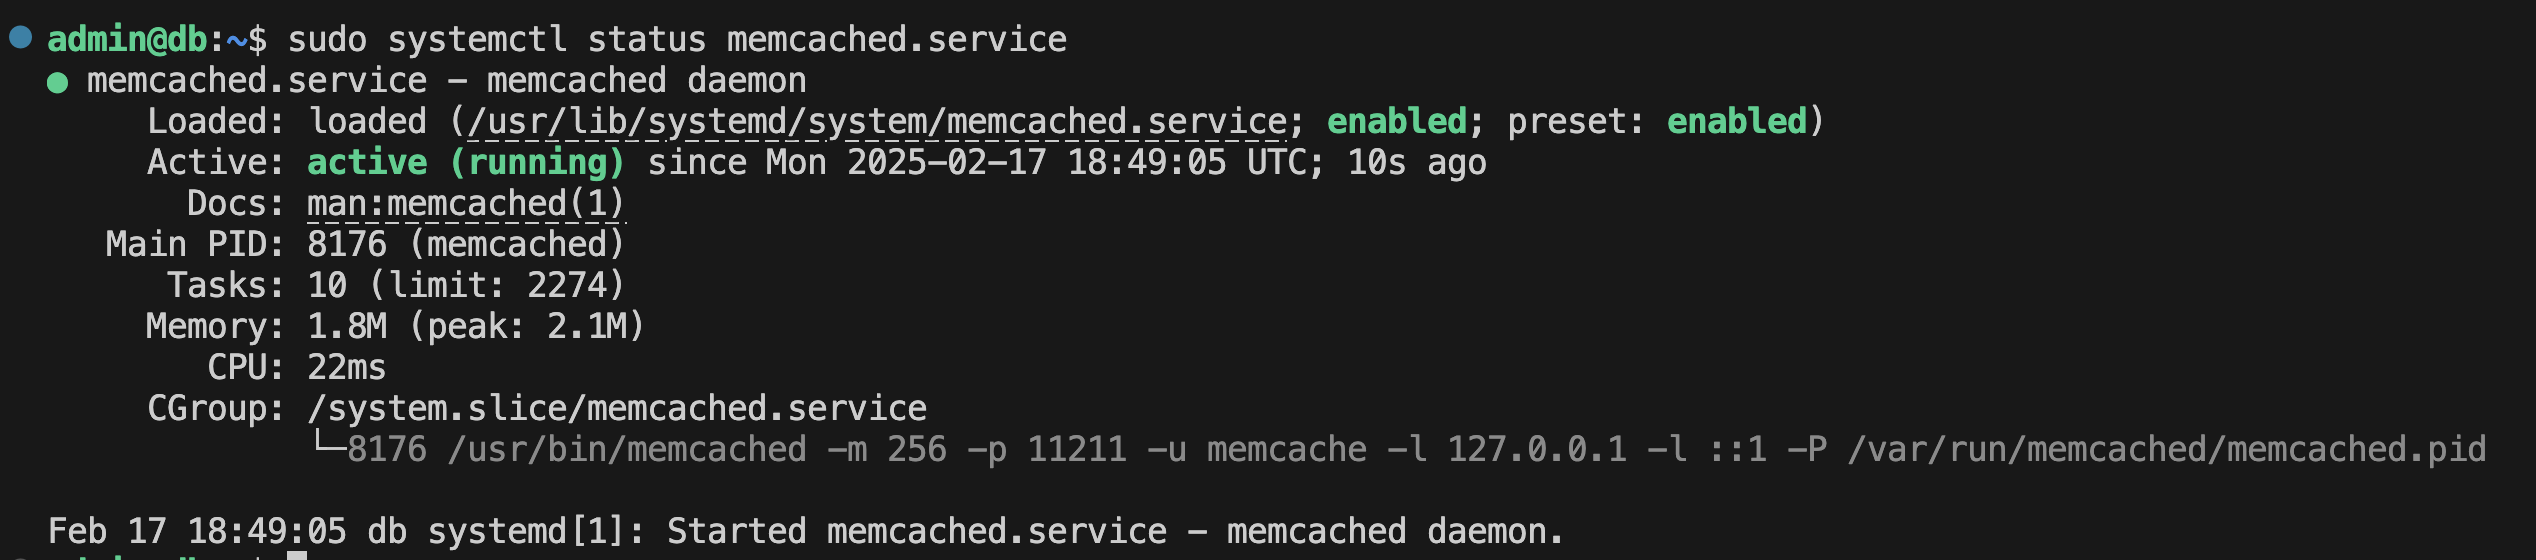 admin@db:~$ sudo systemctl status memcached.service
● memcached.service - memcached daemon
Loaded: loaded (/usr/lib/systemd/system/memcached.service; enabled; preset: enabled)
Active: active (running) since Mon 2025-02-17 18:49:05 UTC; 10s ago
Docs: man:memcached(1)
Main PID: 8176 (memcached)
Tasks: 10 (limit: 2274)
Memory: 1.8M (peak: 2.1M)
CPU: 22ms
CGroup: /system.slice/memcached.service
└─8176 /usr/bin/memcached -m 256 -p 11211 -u memcache -l 127.0.0.1 -l ::1 -P /var/run/memcached/memcached.pid
Feb 17 18:49:05 db systemd[1]: Started memcached.service - memcached daemon.